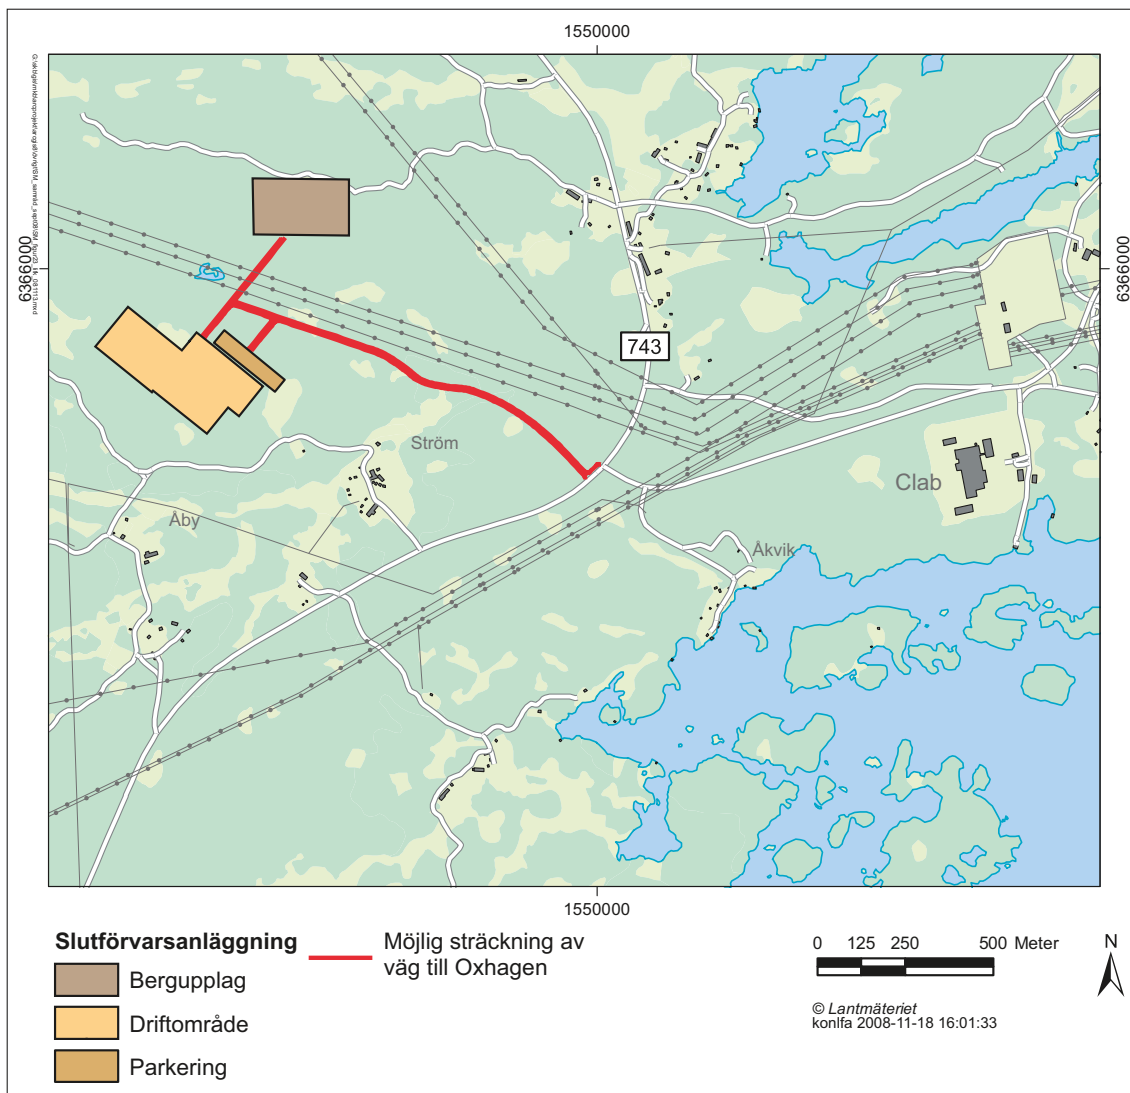 1550000
6366000
6366000
743
Ström
Clab
Åby
Åkvik
1550000
Slutförvarsanläggning
Bergupplag
Driftområde
Parkering
Möjlig sträckning av
väg till Oxhagen
0 125 250 500 Meter
N
© Lantmäteriet
konlfa 2008-11-18 16:01:33